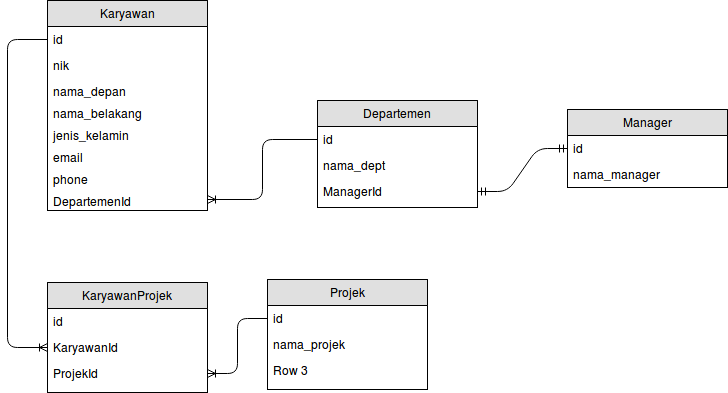 Karyawan
id
nik
nama_depan
nama_belakang
jenis_kelamin
email
phone
DepartemenId
Departemen
id
nama_dept
ManagerId
Manager
id
nama_manager
KaryawanProjek
id
KaryawanId
ProjekId
Projek
id
nama_projek
Row 3